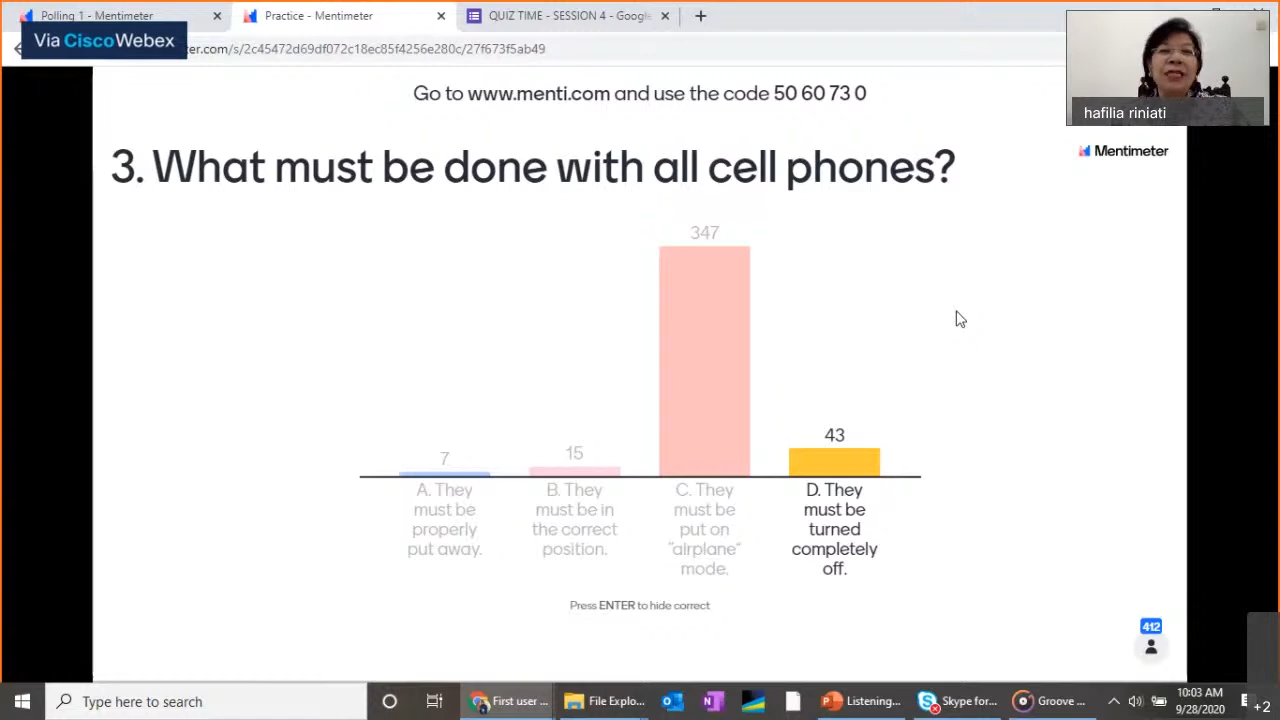 Polling 1 - Mentimeter
Practice - Mentimeter
QUIZ TIME - SESSION 4 - Google
Via CiscoWebex
er.com/s/2c45472d69df072c18ec85f4256e280c/27f673f5ab49
hafilia riniati
Go to www.menti.com and use the code 50 60 73 0
Mentimeter
3. What must be done with all cell phones?
347
43
15
7
A. They
must be
properly
put away.
B. They
must be in
the correct
position.
C. They
must be
put on
"airplane"
mode.
D. They
must be
turned
completely
off.
Press ENTER to hide correct
412
Type here to search
First user ...
File Explo...
Listening...
Skype for...
Groove ...
10:03 AM
9/28/2020
+2